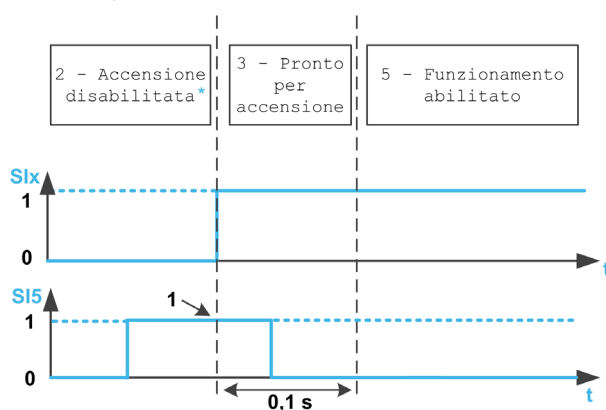 2 - Accensione
disabilitata*
3 - Pronto
per
accensione
5 - Funzionamento
abilitato
SIx
1
0
t
SI5
1
1
0
0,1 s
t